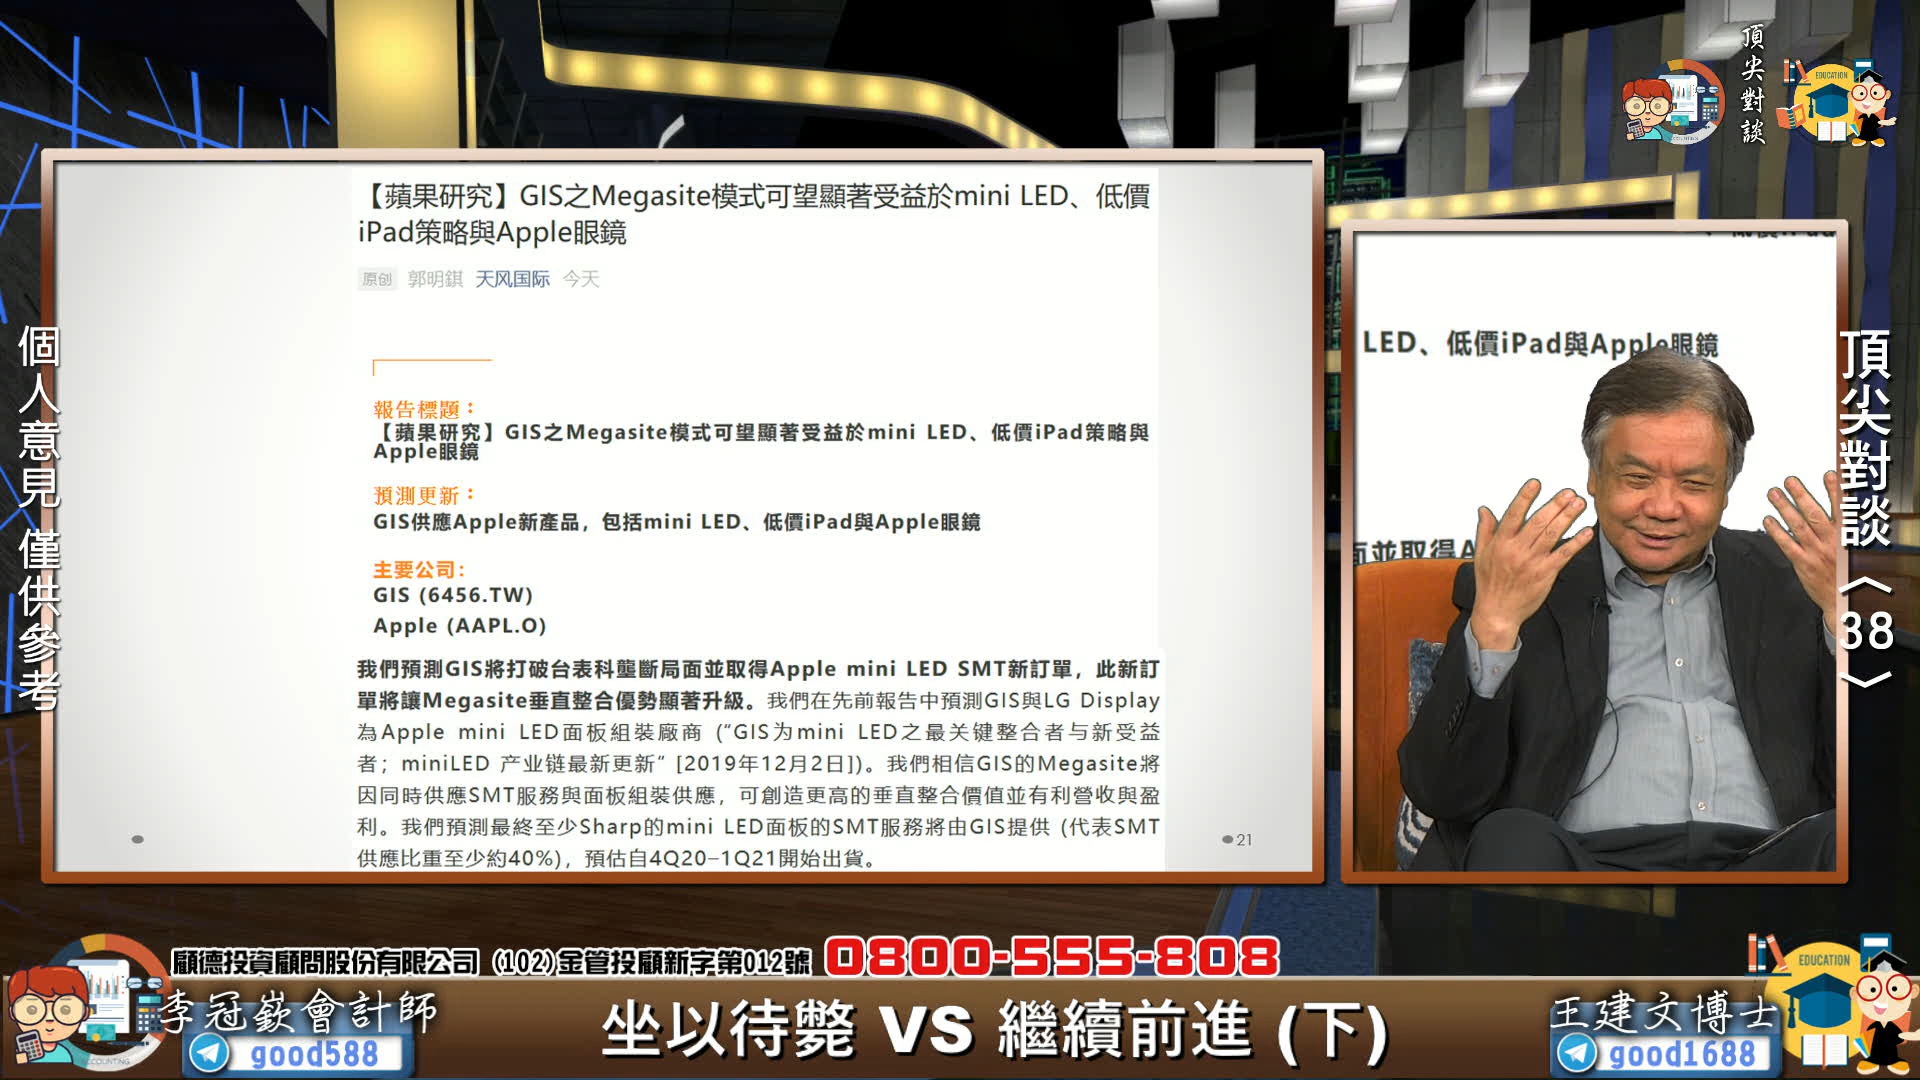 頂尖對談
EDUCATION
【蘋果研究】GIS之Megasite模式可望顯著受益於mini LED、低價
iPad策略與Apple眼鏡
原创 郭明錤 天风国际 今天
報告標題：
【蘋果研究】GIS之Megasite模式可望顯著受益於mini LED、低價iPad策略與
Apple眼鏡
預測更新：
GIS供應Apple新產品，包括mini LED、低價iPad與Apple眼鏡
主要公司：
GIS (6456.TW)
Apple (AAPL.O)
我們預測GIS將打破台表科壟斷局面並取得Apple mini LED SMT新訂單，此新訂
單將讓Megasite垂直整合優勢顯著升級。我們在先前報告中預測GIS與LG Display
為Apple mini LED面板組裝廠商 (“GIS为mini LED之最关键整合者与新受益
者；miniLED 产业链最新更新” [2019年12月2日])。我們相信GIS的Megasite將
因同時供應SMT服務與面板組裝供應，可創造更高的垂直整合價值並有利營收與盈
利。我們預測最終至少Sharp的mini LED面板的SMT服務將由GIS提供 (代表SMT
供應比重至少約40%)，預估自4Q20–1Q21開始出貨。
21
LED、低價iPad與Apple眼鏡
面並取得A
個人意見 僅供參考
頂尖對談〈38〉
顧德投資顧問股份有限公司 (102)金管投顧新字第012號 0800-555-808
李冠嶔會計師
good588
坐以待斃 VS 繼續前進 (下)
王建文博士
good1688
EDUCATION
ACCOUNTING